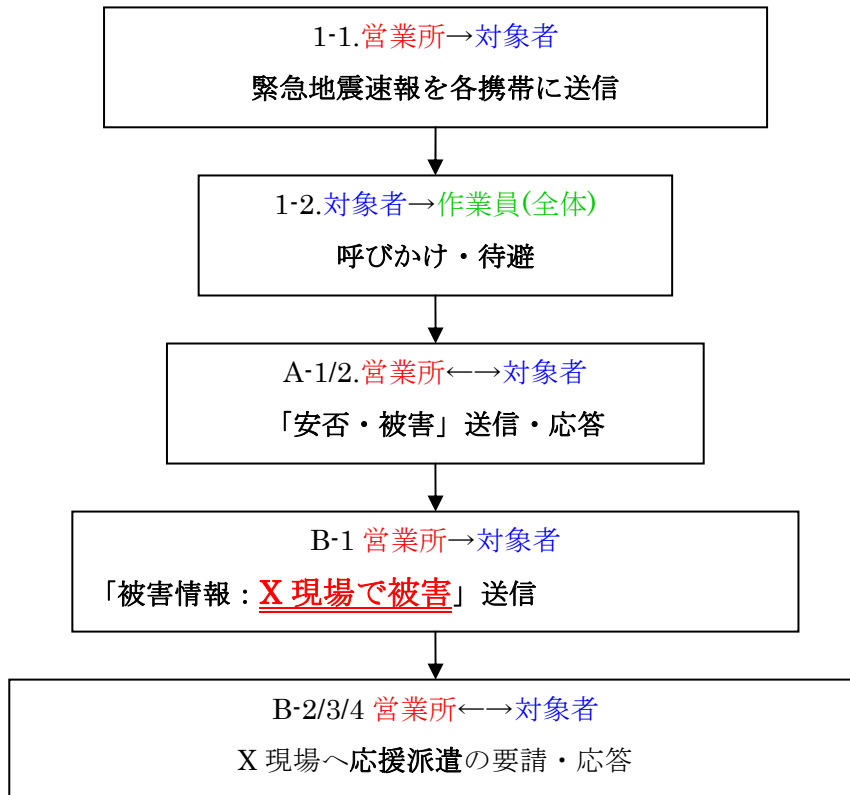 1-1.営業所→対象者
緊急地震速報を各携帯に送信
1-2.対象者→作業員(全体)
呼びかけ・待避
A-1/2.営業所←→対象者
「安否・被害」送信・応答
B-1 営業所→対象者
「被害情報：X 現場で被害」送信
B-2/3/4 営業所←→対象者
X 現場へ応援派遣の要請・応答